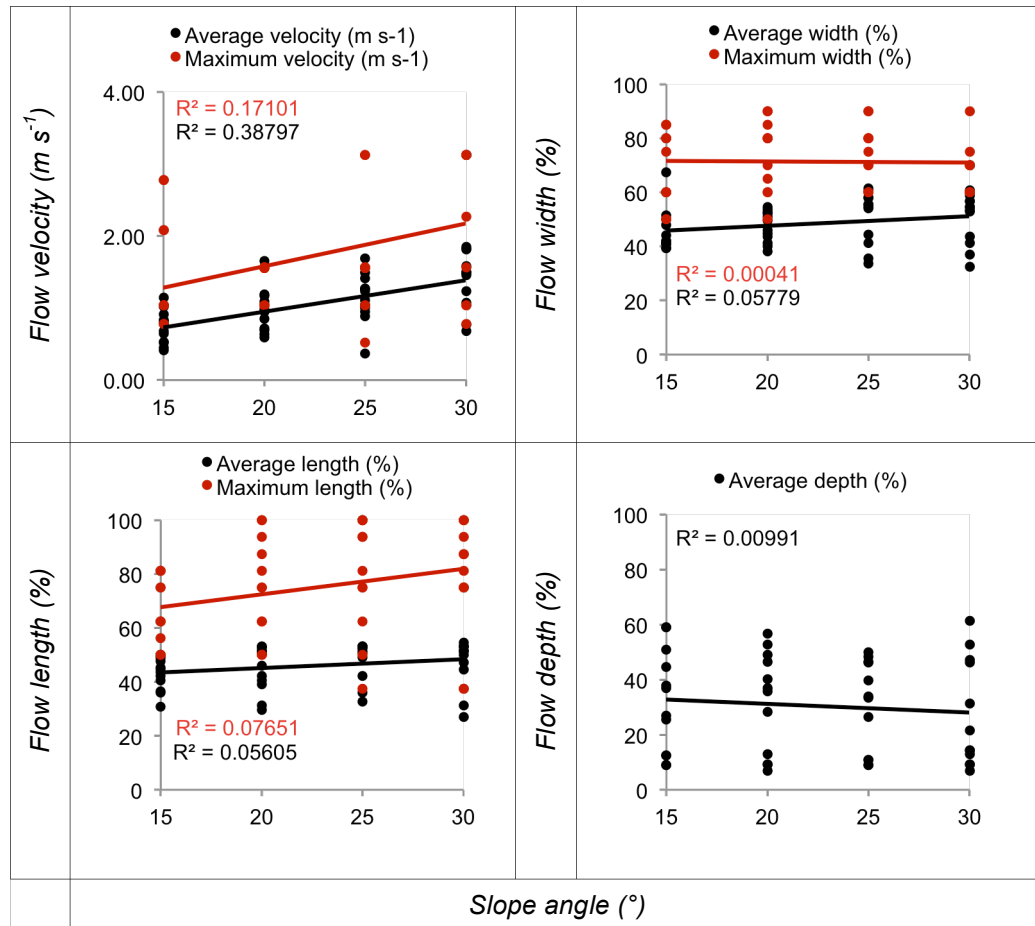 Flow velocity (m s-1)
Average velocity (m s-1)
Maximum velocity (m s-1)
R² = 0.17101
R² = 0.38797
4.00
2.00
0.00
15 20 25 30
Flow width (%)
Average width (%)
Maximum width (%)
100
80
60
40
R² = 0.00041
R² = 0.05779
20
0
15 20 25 30
Flow length (%)
Average length (%)
Maximum length (%)
100
80
60
40
R² = 0.07651
R² = 0.05605
20
0
15 20 25 30
Flow depth (%)
Average depth (%)
100
R² = 0.00991
80
60
40
20
0
15 20 25 30
Slope angle (°)